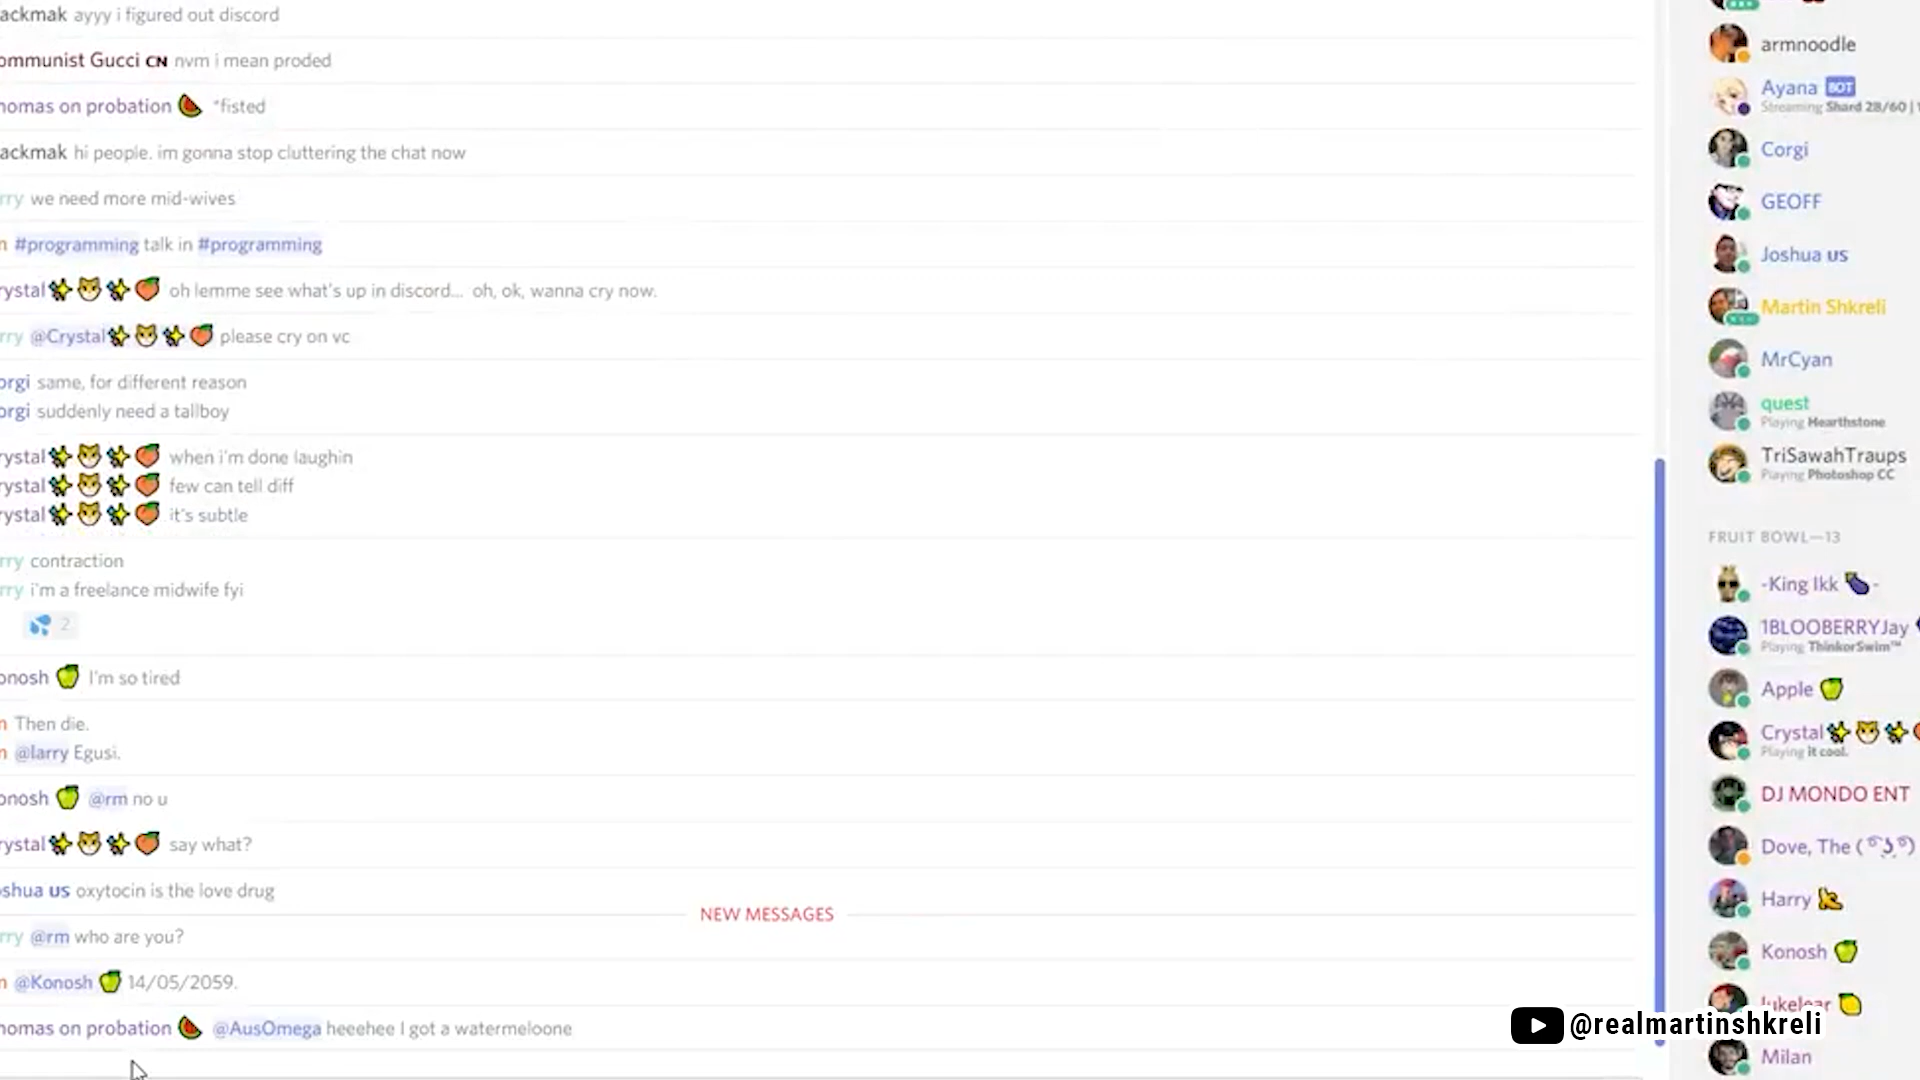 ackmak ayyy i figured out discord
ommunist Gucci CN nvm i mean proded
homas on probation 🍉 *fisted
ackmak hi people. im gonna stop cluttering the chat now
rry we need more mid-wives
m #programming talk in #programming
rystal✨🐱✨🍑 oh lemme see what's up in discord... oh, ok, wanna cry now.
rry @Crystal✨🐱✨🍑 please cry on vc
orgi same, for different reason
orgi suddenly need a tallboy
rystal✨🐱✨🍑 when i'm done laughin
rystal✨🐱✨🍑 few can tell diff
rystal✨🐱✨🍑 it's subtle
rry contraction
rry i'm a freelance midwife fyi
💦 2
onosh 🍏 I'm so tired
m Then die.
m @larry Egusi.
onosh 🍏 @rm no u
rystal✨🐱✨🍑 say what?
oshua US oxytocin is the love drug
NEW MESSAGES
rry @rm who are you?
m @Konosh 🍏 14/05/2059.
homas on probation 🍉 @AusOmega heeehee I got a watermeloone
armnoodle
Ayana BOT
Streaming Shard 28/60 |
Corgi
GEOFF
Joshua US
Martin Shkreli
MrCyan
quest
Playing Hearthstone
TriSawahTraups
Playing Photoshop CC
FRUIT BOWL—13
-King Ikk 🍆-
1BLOOBERRYJay
Playing ThinkorSwim™
Apple 🍏
Crystal✨🐱✨🍑
Playing it cool.
DJ MONDO ENT
Dove, The ( ͡° ͜ʖ ͡°)
Harry 🍌
Konosh 🍏
lukelear 🍋
@realmartinshkreli
Milan